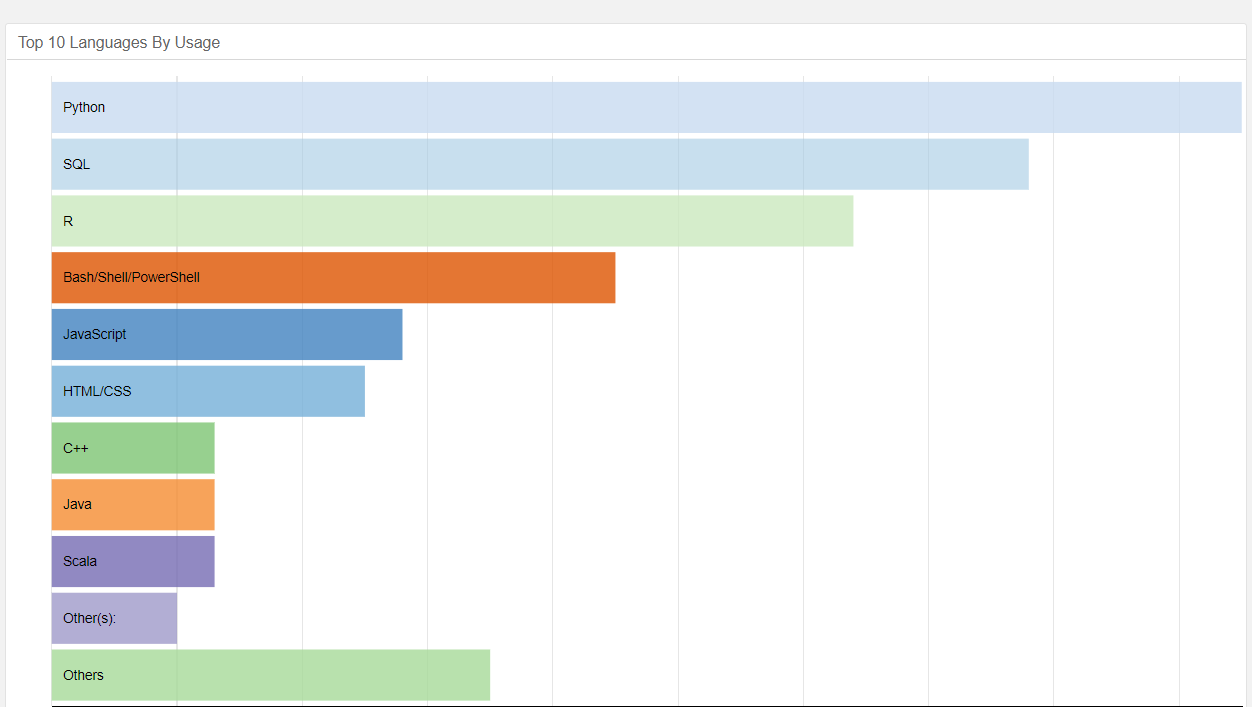 Top 10 Languages By Usage
Python
SQL
R
Bash/Shell/PowerShell
JavaScript
HTML/CSS
C++
Java
Scala
Other(s):
Others